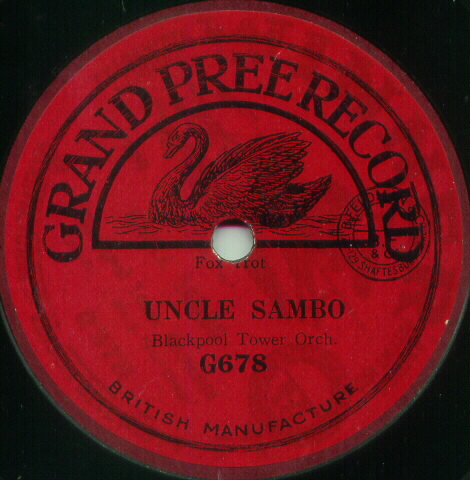 GRAND PREE RECORD
Fox Trot
UNCLE SAMBO
Blackpool Tower Orch.
G678
BRITISH MANUFACTURE
& C